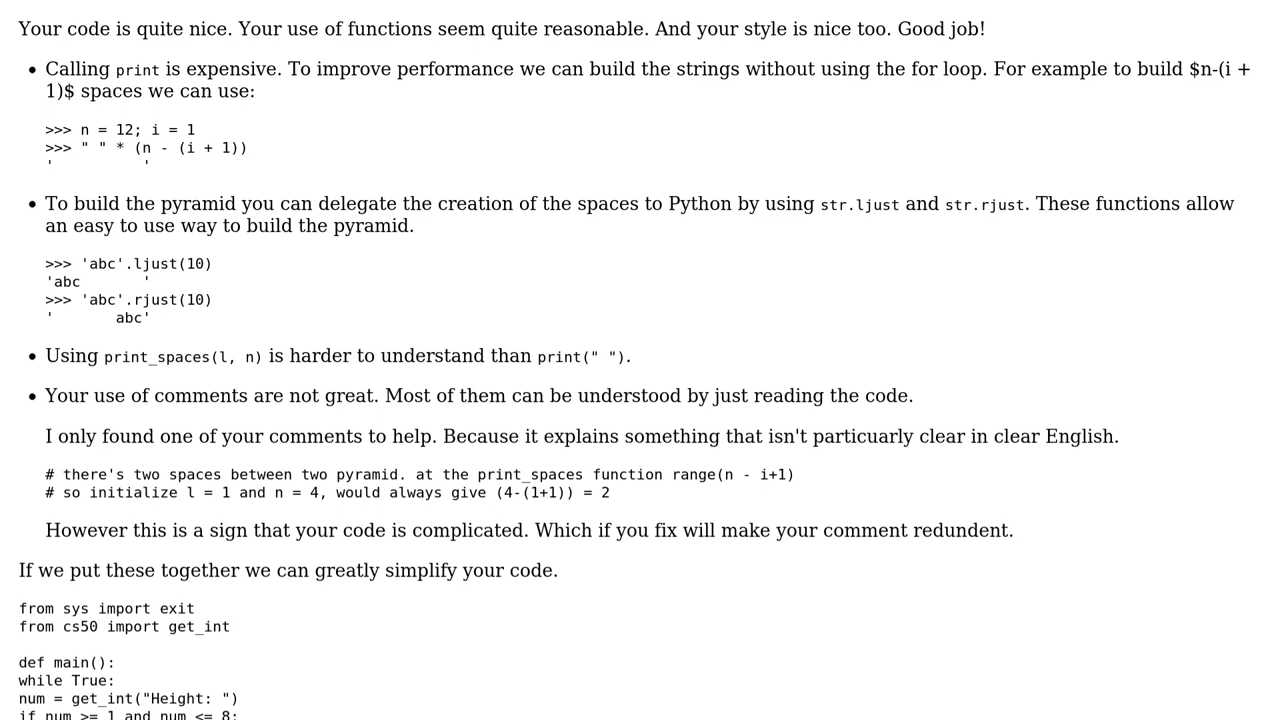 Your code is quite nice. Your use of functions seem quite reasonable. And your style is nice too. Good job!
• Calling print is expensive. To improve performance we can build the strings without using the for loop. For example to build $n-(i +
1)$ spaces we can use:
>>> n = 12; i = 1
>>> " " * (n - (i + 1))
'          '
• To build the pyramid you can delegate the creation of the spaces to Python by using str.ljust and str.rjust. These functions allow
an easy to use way to build the pyramid.
>>> 'abc'.ljust(10)
'abc       '
>>> 'abc'.rjust(10)
'       abc'
• Using print_spaces(l, n) is harder to understand than print(" ").
• Your use of comments are not great. Most of them can be understood by just reading the code.
I only found one of your comments to help. Because it explains something that isn't particuarly clear in clear English.
# there's two spaces between two pyramid. at the print_spaces function range(n - i+1)
# so initialize l = 1 and n = 4, would always give (4-(1+1)) = 2
However this is a sign that your code is complicated. Which if you fix will make your comment redundent.
If we put these together we can greatly simplify your code.
from sys import exit
from cs50 import get_int
def main():
while True:
num = get_int("Height: ")
if num >= 1 and num <= 8: